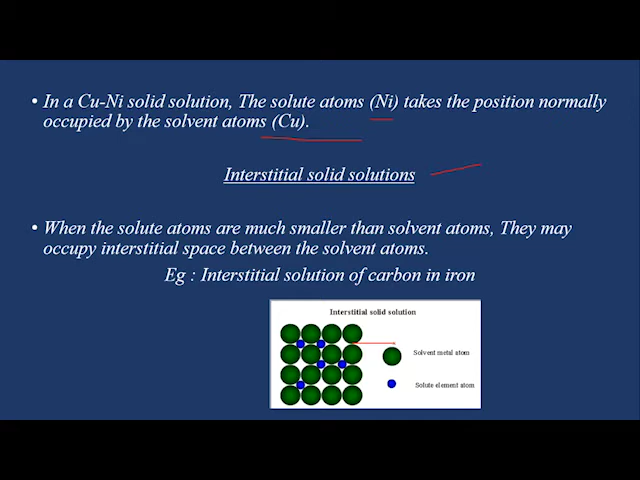 • In a Cu-Ni solid solution, The solute atoms (Ni) takes the position normally
occupied by the solvent atoms (Cu).
Interstitial solid solutions
• When the solute atoms are much smaller than solvent atoms, They may
occupy interstitial space between the solvent atoms.
Eg : Interstitial solution of carbon in iron
Interstitial solid solution
Solvent metal atom
Solute element atom